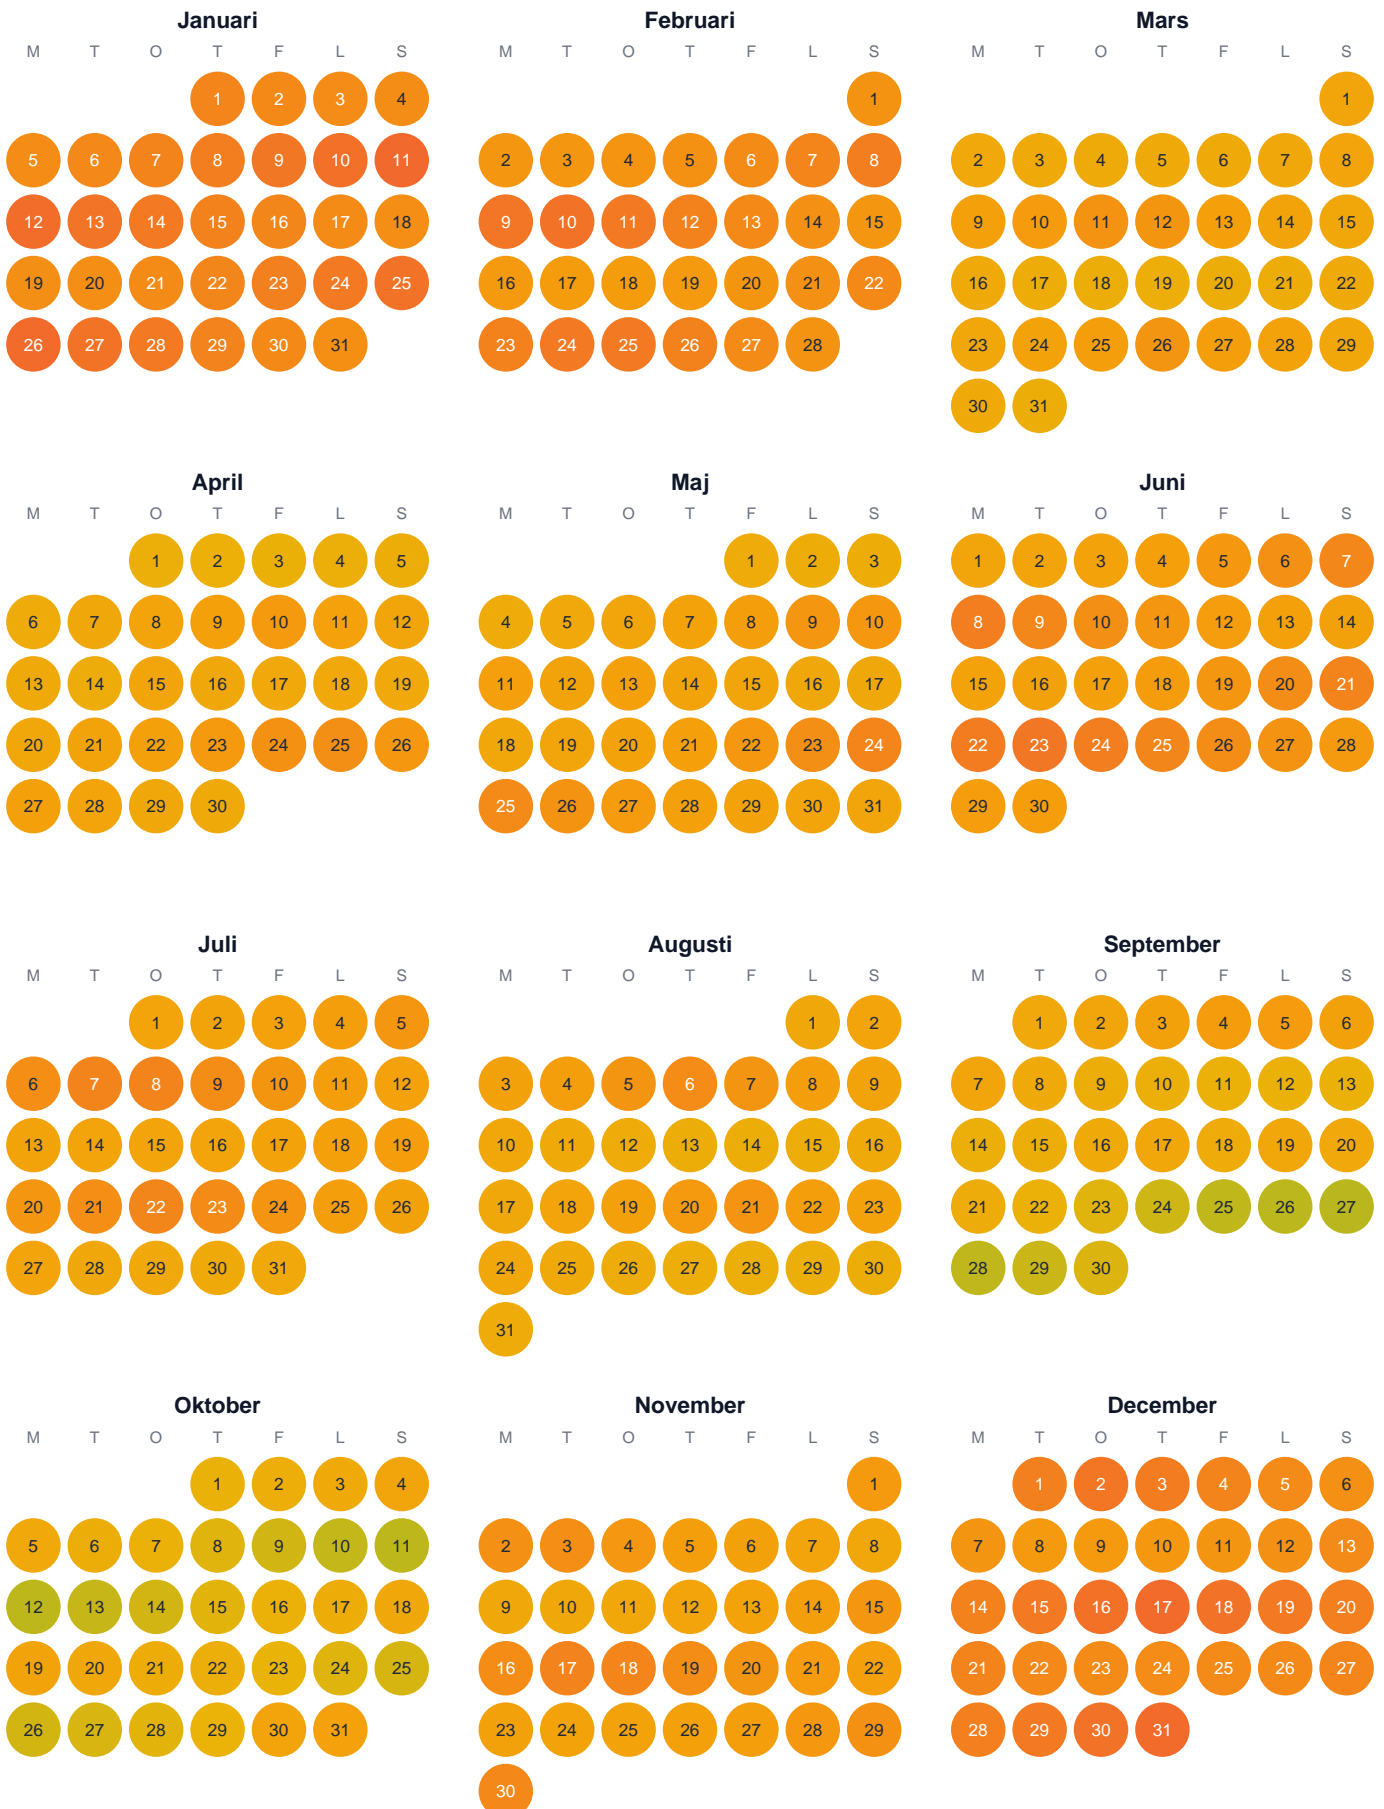 Januari Februari Mars
M T O T F L S M T O T F L S M T O T F L S
1 2 3 4 1 1
5 6 7 8 9 10 11 2 3 4 5 6 7 8 2 3 4 5 6 7 8
12 13 14 15 16 17 18 9 10 11 12 13 14 15 9 10 11 12 13 14 15
19 20 21 22 23 24 25 16 17 18 19 20 21 22 16 17 18 19 20 21 22
26 27 28 29 30 31 23 24 25 26 27 28 23 24 25 26 27 28 29
30 31
April Maj Juni
M T O T F L S M T O T F L S M T O T F L S
1 2 3 4 5 1 2 3 1 2 3 4 5 6 7
6 7 8 9 10 11 12 4 5 6 7 8 9 10 8 9 10 11 12 13 14
13 14 15 16 17 18 19 11 12 13 14 15 16 17 15 16 17 18 19 20 21
20 21 22 23 24 25 26 18 19 20 21 22 23 24 22 23 24 25 26 27 28
27 28 29 30 25 26 27 28 29 30 31 29 30
Juli Augusti September
M T O T F L S M T O T F L S M T O T F L S
1 2 3 4 5 1 2 1 2 3 4 5 6
6 7 8 9 10 11 12 3 4 5 6 7 8 9 7 8 9 10 11 12 13
13 14 15 16 17 18 19 10 11 12 13 14 15 16 14 15 16 17 18 19 20
20 21 22 23 24 25 26 17 18 19 20 21 22 23 21 22 23 24 25 26 27
27 28 29 30 31 24 25 26 27 28 29 30 28 29 30
31
Oktober November December
M T O T F L S M T O T F L S M T O T F L S
1 2 3 4 1 1 2 3 4 5 6
5 6 7 8 9 10 11 2 3 4 5 6 7 8 7 8 9 10 11 12 13
12 13 14 15 16 17 18 9 10 11 12 13 14 15 14 15 16 17 18 19 20
19 20 21 22 23 24 25 16 17 18 19 20 21 22 21 22 23 24 25 26 27
26 27 28 29 30 31 23 24 25 26 27 28 29 28 29 30 31
30